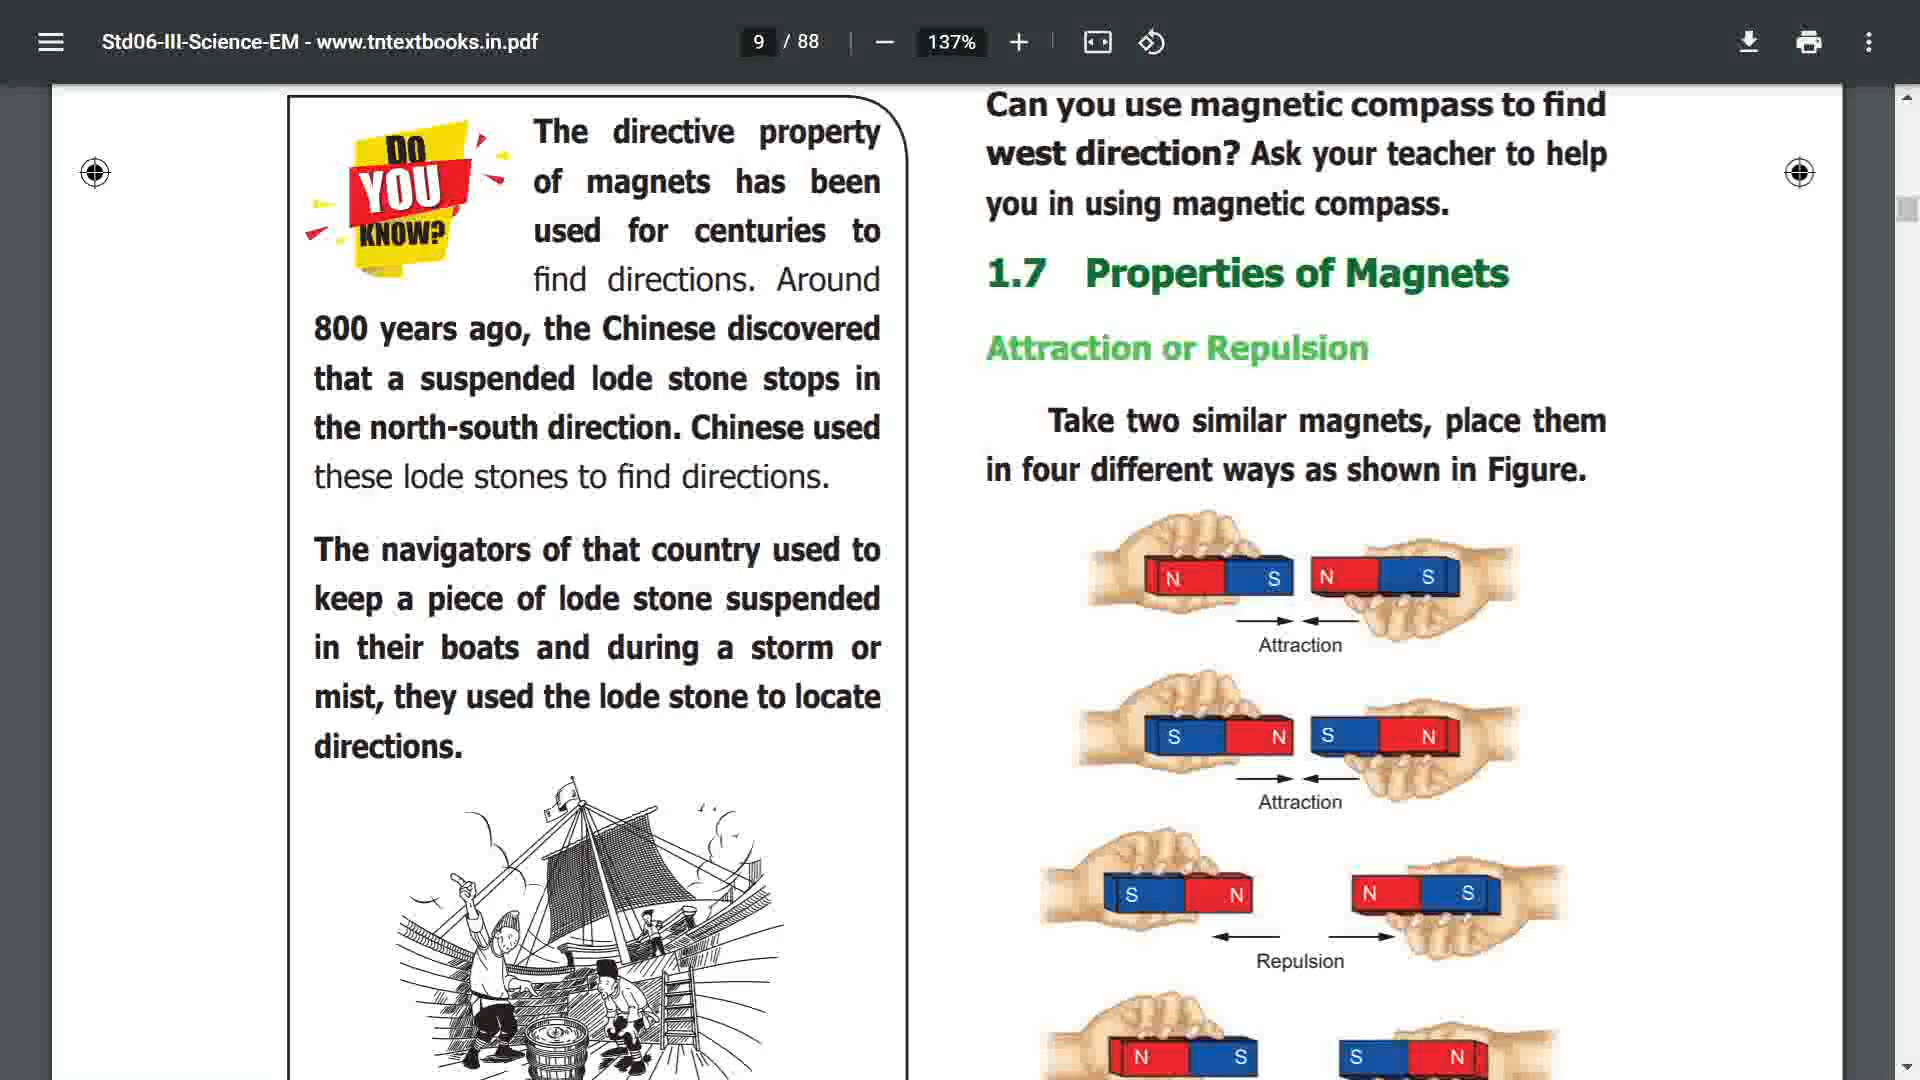 Std06-III-Science-EM - www.tntextbooks.in.pdf
9 / 88
137%
DO
YOU
KNOW?
The directive property
of magnets has been
used for centuries to
find directions. Around
800 years ago, the Chinese discovered
that a suspended lode stone stops in
the north-south direction. Chinese used
these lode stones to find directions.
The navigators of that country used to
keep a piece of lode stone suspended
in their boats and during a storm or
mist, they used the lode stone to locate
directions.
Can you use magnetic compass to find
west direction? Ask your teacher to help
you in using magnetic compass.
1.7 Properties of Magnets
Attraction or Repulsion
Take two similar magnets, place them
in four different ways as shown in Figure.
N S N S
Attraction
S N S N
Attraction
S N N S
Repulsion
N S S N